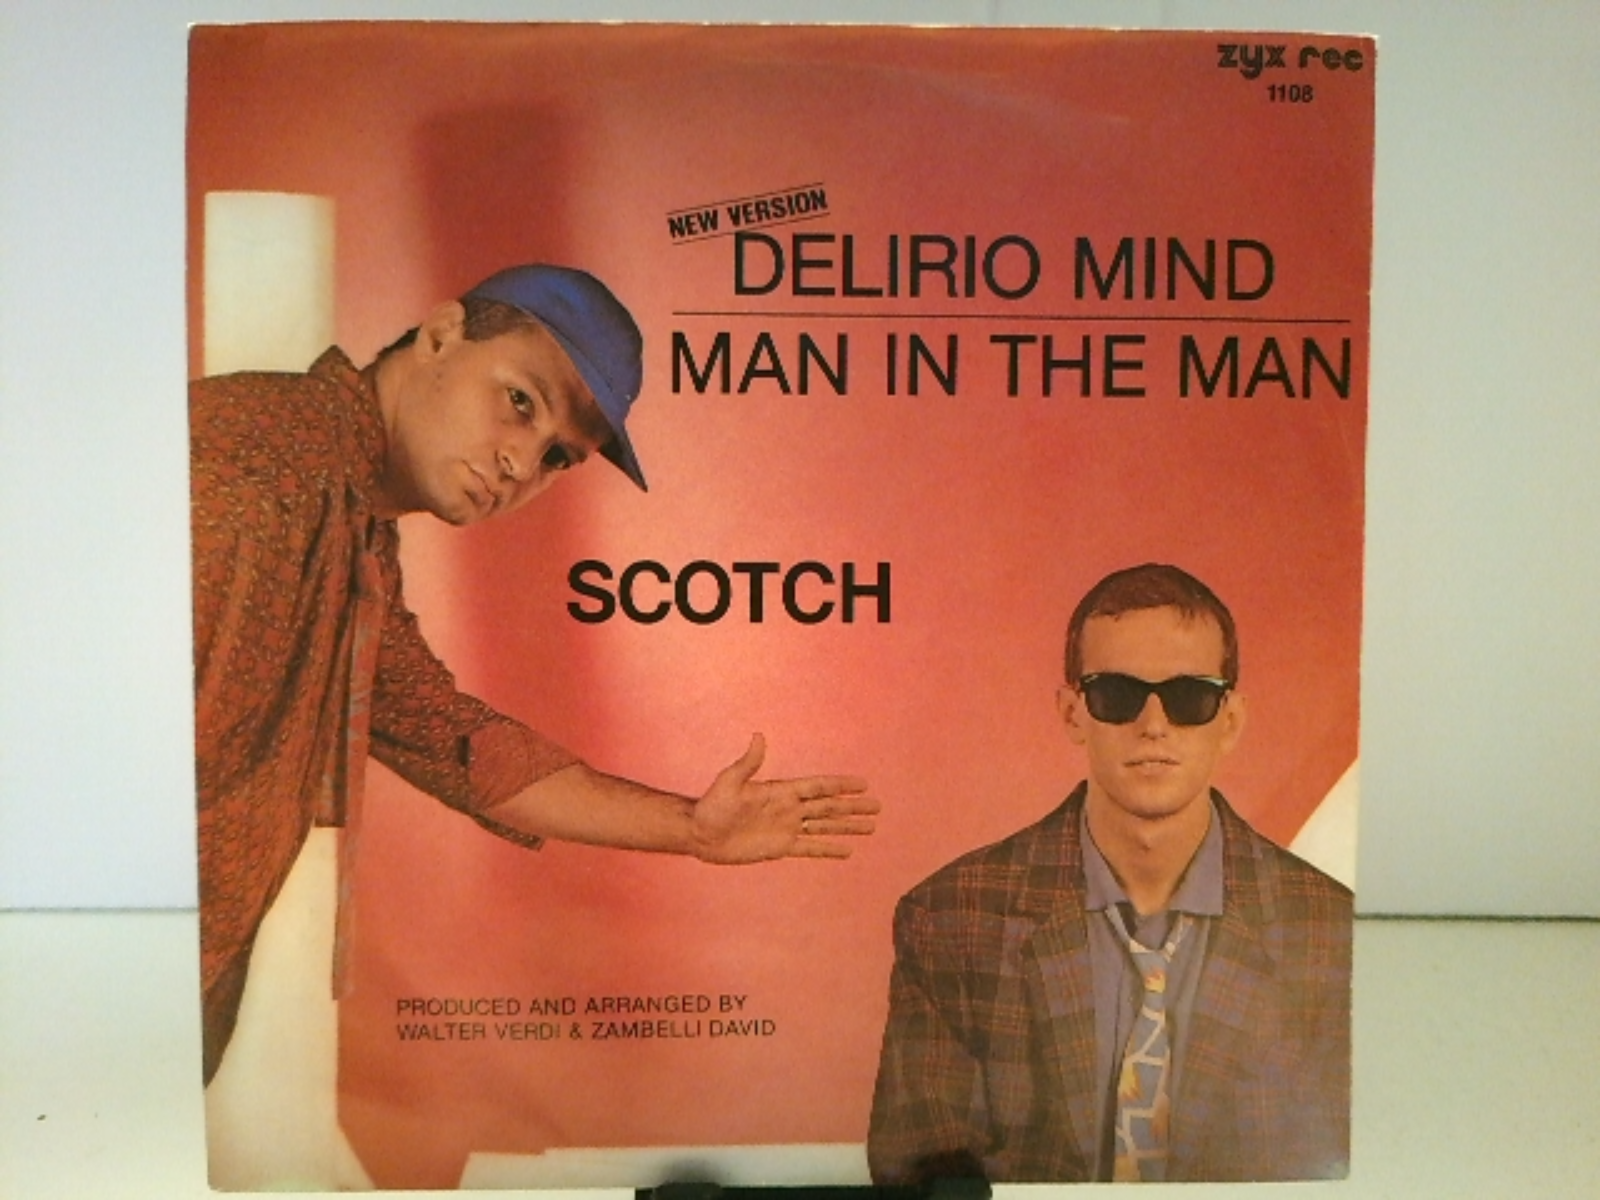 zyx rec
1108
NEW VERSION
DELIRIO MIND
MAN IN THE MAN
SCOTCH
PRODUCED AND ARRANGED BY
WALTER VERDI & ZAMBELLI DAVID